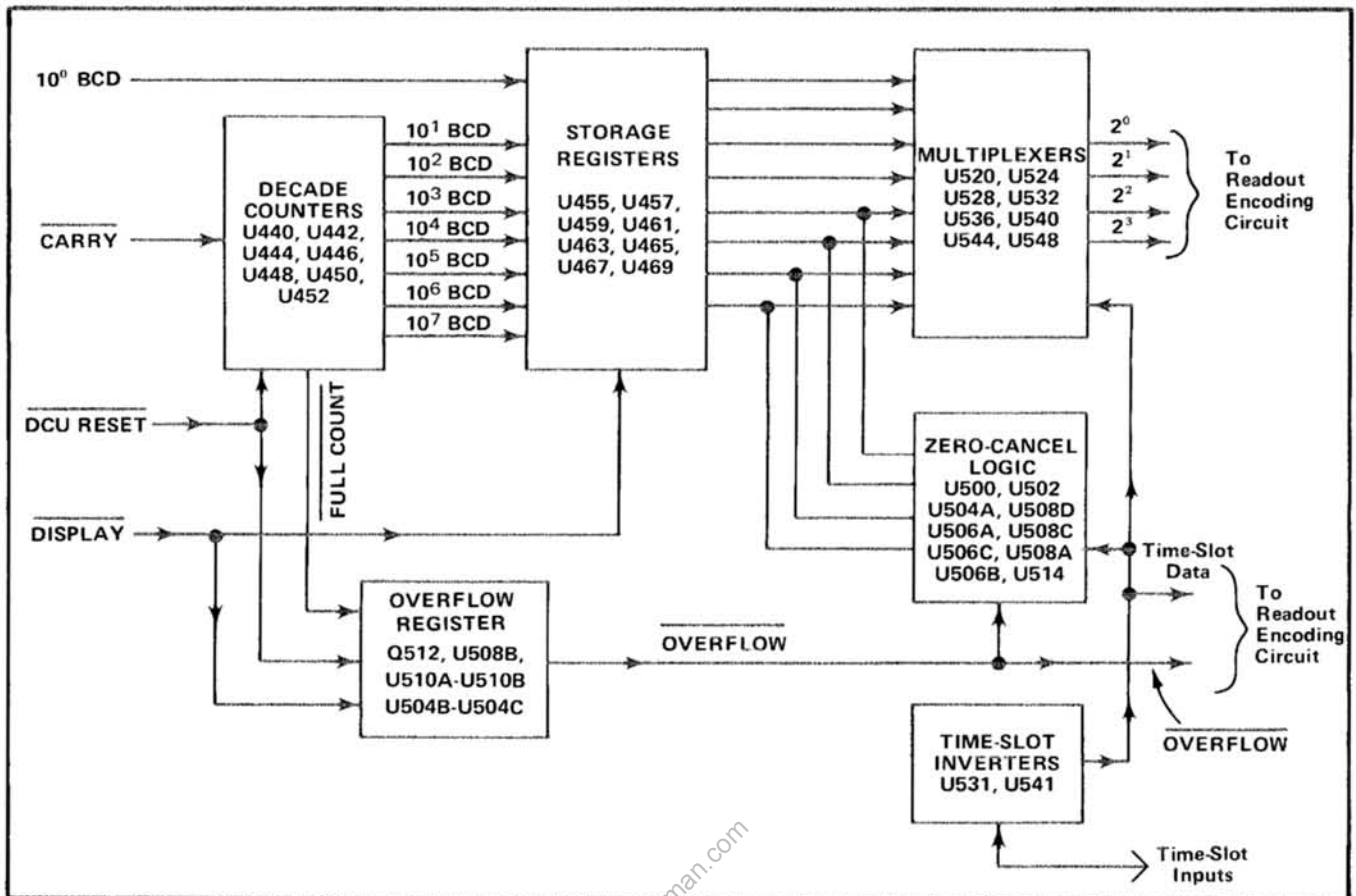 10⁰ BCD
CARRY
DCU RESET
DISPLAY
DECADE
COUNTERS
U440, U442,
U444, U446,
U448, U450,
U452
10¹ BCD
10² BCD
10³ BCD
10⁴ BCD
10⁵ BCD
10⁶ BCD
10⁷ BCD
FULL COUNT
STORAGE
REGISTERS
U455, U457,
U459, U461,
U463, U465,
U467, U469
MULTIPLEXERS
U520, U524
U528, U532
U536, U540
U544, U548
2⁰
2¹
2²
2³
To
Readout
Encoding
Circuit
ZERO-CANCEL
LOGIC
U500, U502
U504A, U508D
U506A, U508C
U506C, U508A
U506B, U514
Time-Slot
Data
To
Readout
Encoding
Circuit
OVERFLOW
REGISTER
Q512, U508B,
U510A-U510B
U504B-U504C
OVERFLOW
OVERFLOW
TIME-SLOT
INVERTERS
U531, U541
Time-Slot
Inputs